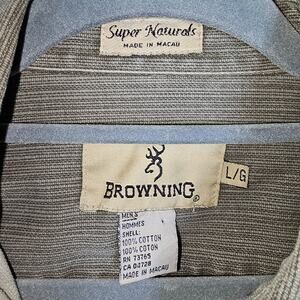 Super Naturals
MADE IN MACAU
BROWNING®
L/G
MEN'S
HOMMES
SHELL:
100% COTTON
100% COTON
RN 73765
CA 02728
MADE IN MACAU